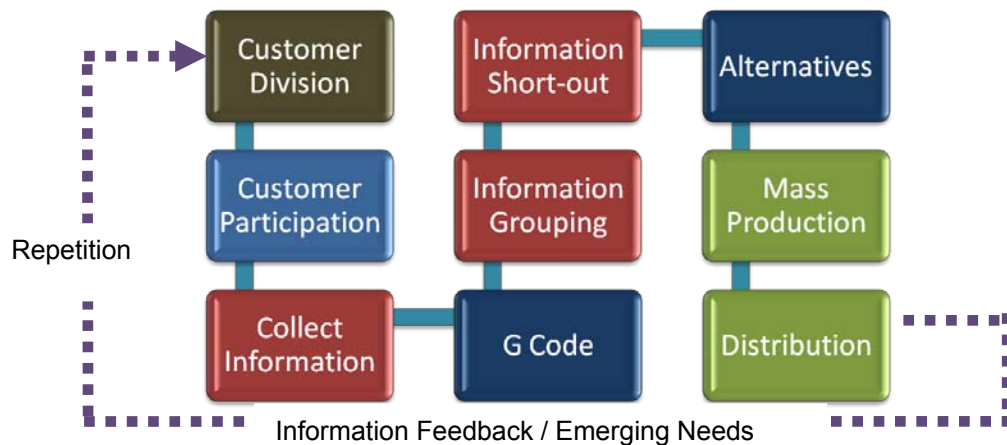 Customer
Division
Customer
Participation
Collect
Information
G Code
Information
Grouping
Information
Short-out
Alternatives
Mass
Production
Distribution
Information Feedback / Emerging Needs
Repetition